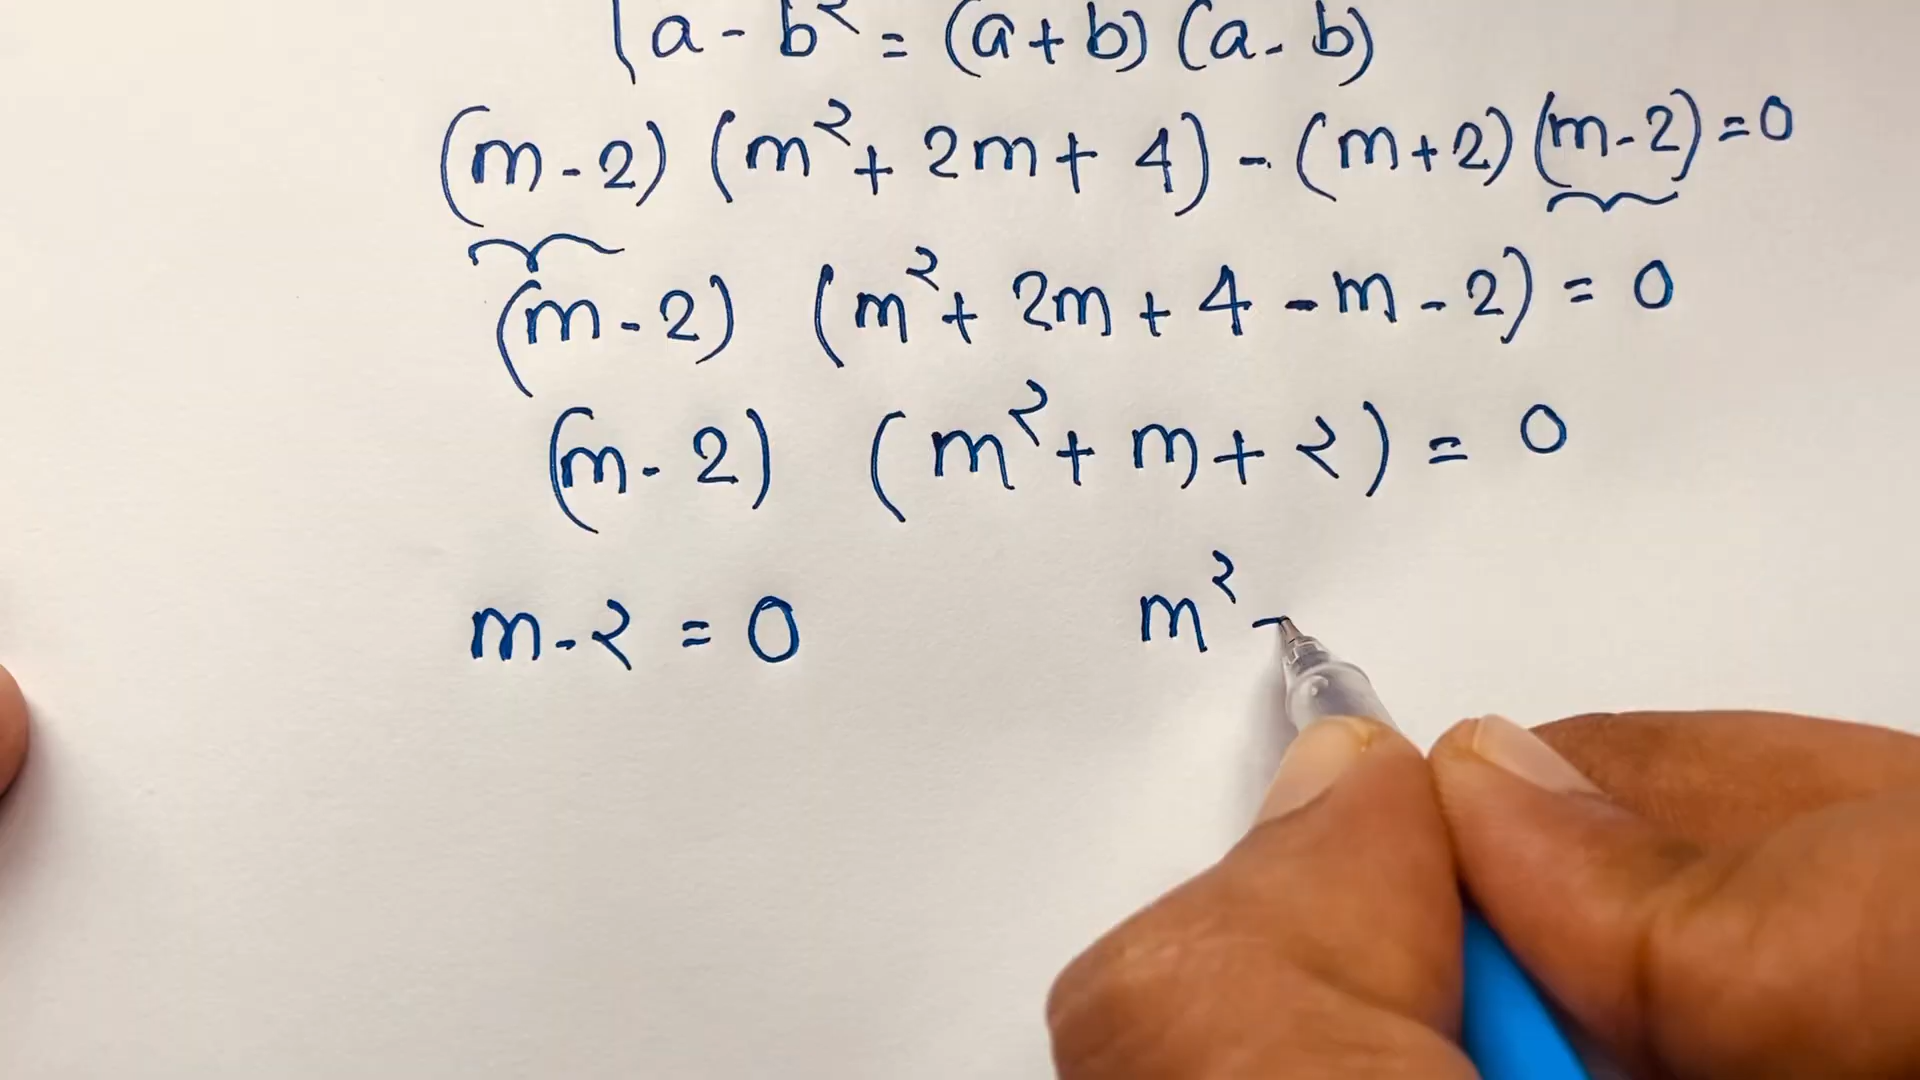 a - b² = (a + b) (a - b)
(m - 2) (m² + 2m + 4) - (m + 2) (m - 2) = 0
(m - 2) (m² + 2m + 4 - m - 2) = 0
(m - 2) (m² + m + 2) = 0
m - 2 = 0 m² -